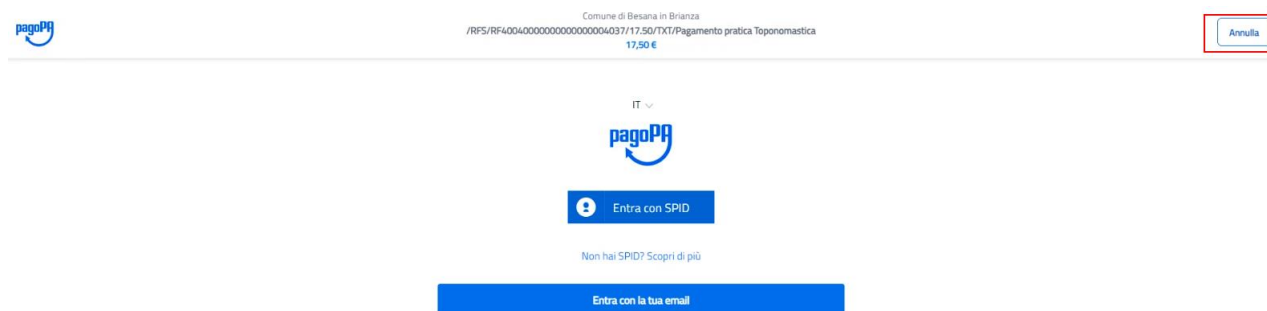 pagoPA
Comune di Besana in Brianza
/RFS/RF40040000000000000004037/17.50/TXT/Pagamento pratica Toponomastica
17,50 €
Annulla
IT
pagoPA
Entra con SPID
Non hai SPID? Scopri di più
Entra con la tua email